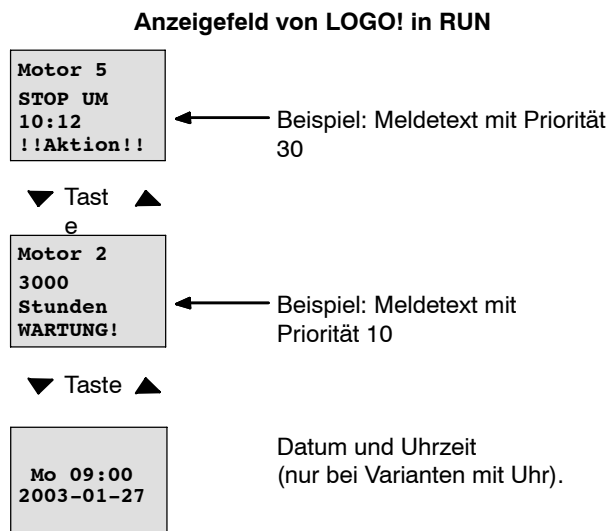 Anzeigefeld von LOGO! in RUN
Motor 5
STOP UM
10:12
!!Aktion!!
Beispiel: Meldetext mit Priorität
30
Tast
e
Motor 2
3000
Stunden
WARTUNG!
Beispiel: Meldetext mit
Priorität 10
Taste
Mo 09:00
2003-01-27
Datum und Uhrzeit
(nur bei Varianten mit Uhr).